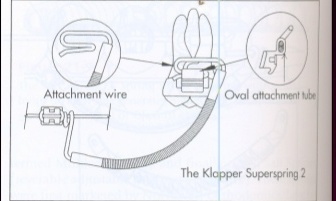 Attachment wire
Oval attachment tube
The Klapper Superspring 2